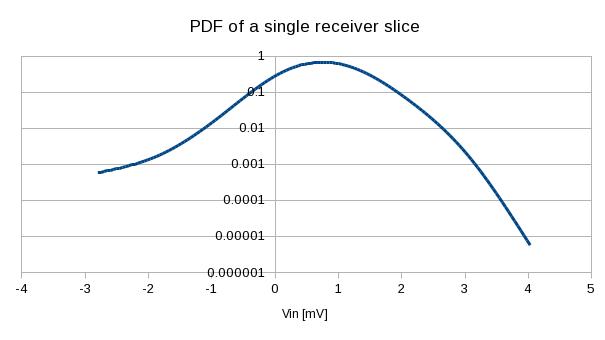 PDF of a single receiver slice
1
0.1
0.01
0.001
0.0001
0.00001
0.000001
-4 -3 -2 -1 0 1 2 3 4 5
Vin [mV]